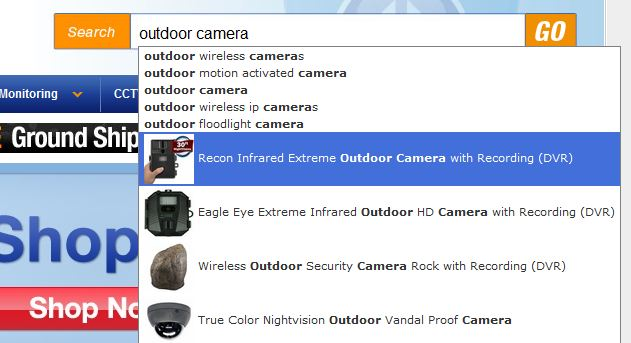 Search outdoor camera GO
outdoor wireless cameras
outdoor motion activated camera
Monitoring CCT outdoor camera
outdoor wireless ip cameras
Ground Ship outdoor floodlight camera
Recon Infrared Extreme Outdoor Camera with Recording (DVR)
Eagle Eye Extreme Infrared Outdoor HD Camera with Recording (DVR)
Shop
Wireless Outdoor Security Camera Rock with Recording (DVR)
Shop No
True Color Nightvision Outdoor Vandal Proof Camera